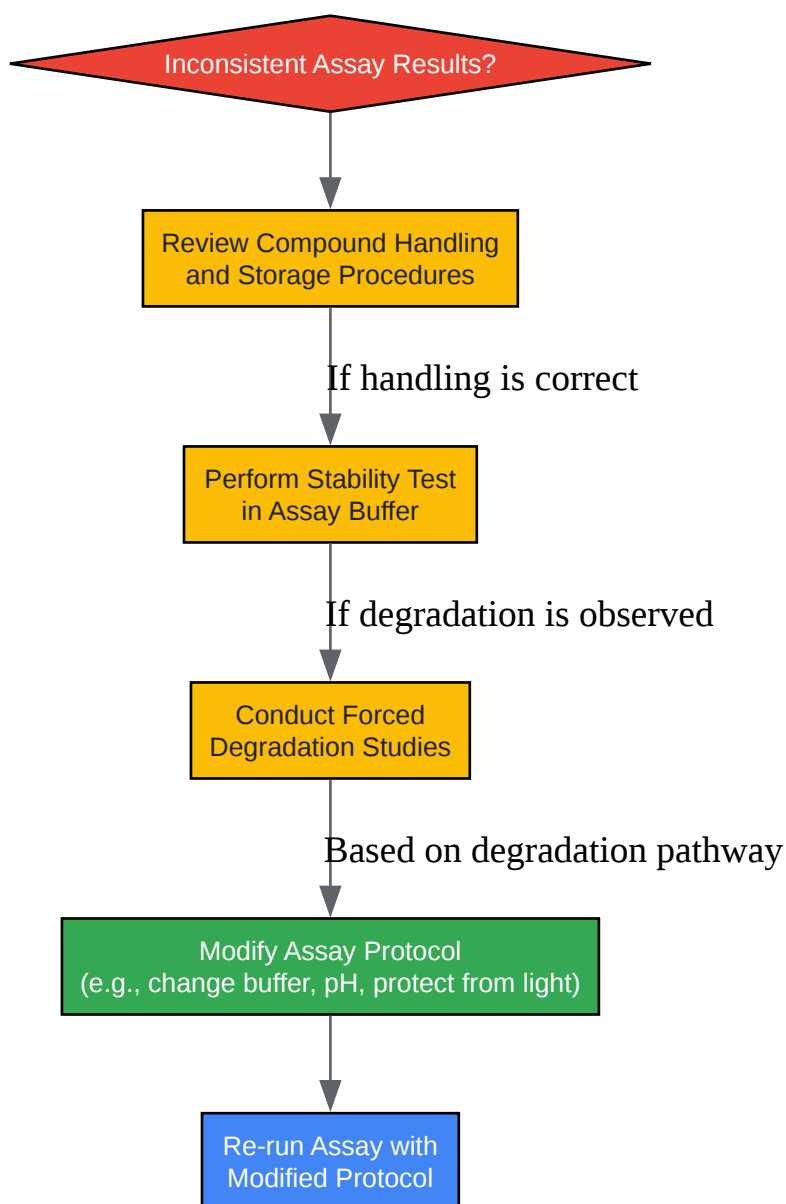 Inconsistent Assay Results?
Review Compound Handling
and Storage Procedures
If handling is correct
Perform Stability Test
in Assay Buffer
If degradation is observed
Conduct Forced
Degradation Studies
Based on degradation pathway
Modify Assay Protocol
(e.g., change buffer, pH, protect from light)
Re-run Assay with
Modified Protocol